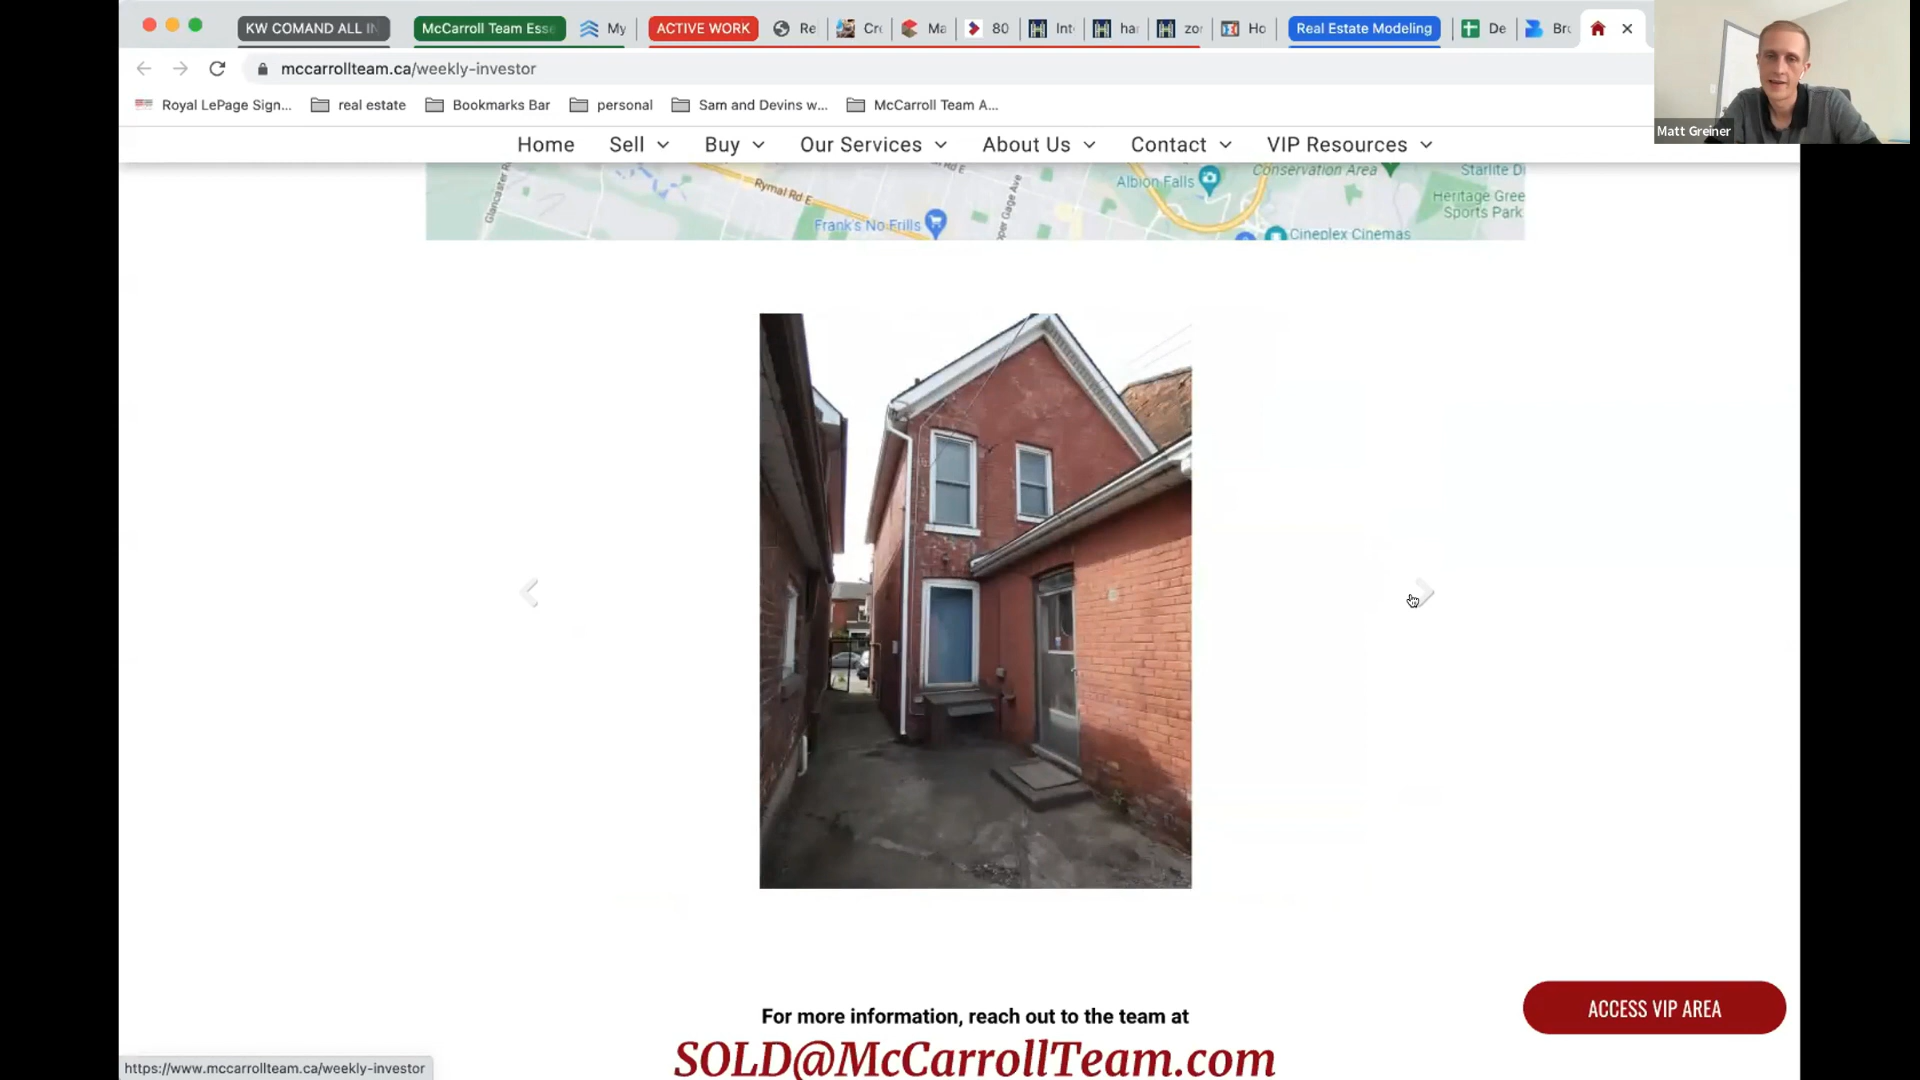 KW COMAND ALL IN
McCarroll Team Esse
My
ACTIVE WORK
Re
Cr
Ma
80
Int
ha
zo
Ho
Real Estate Modeling
De
Br
mccarrollteam.ca/weekly-investor
Royal LePage Sign...
real estate
Bookmarks Bar
personal
Sam and Devins w...
McCarroll Team A...
Matt Greiner
Home
Sell
Buy
Our Services
About Us
Contact
VIP Resources
Rymal Rd E
Rd E
Albion Falls
Conservation Area
Starlite Dr
Heritage Gree
Sports Park
Frank's No Frills
Cineplex Cinemas
For more information, reach out to the team at
SOLD@McCarrollTeam.com
ACCESS VIP AREA
https://www.mccarrollteam.ca/weekly-investor